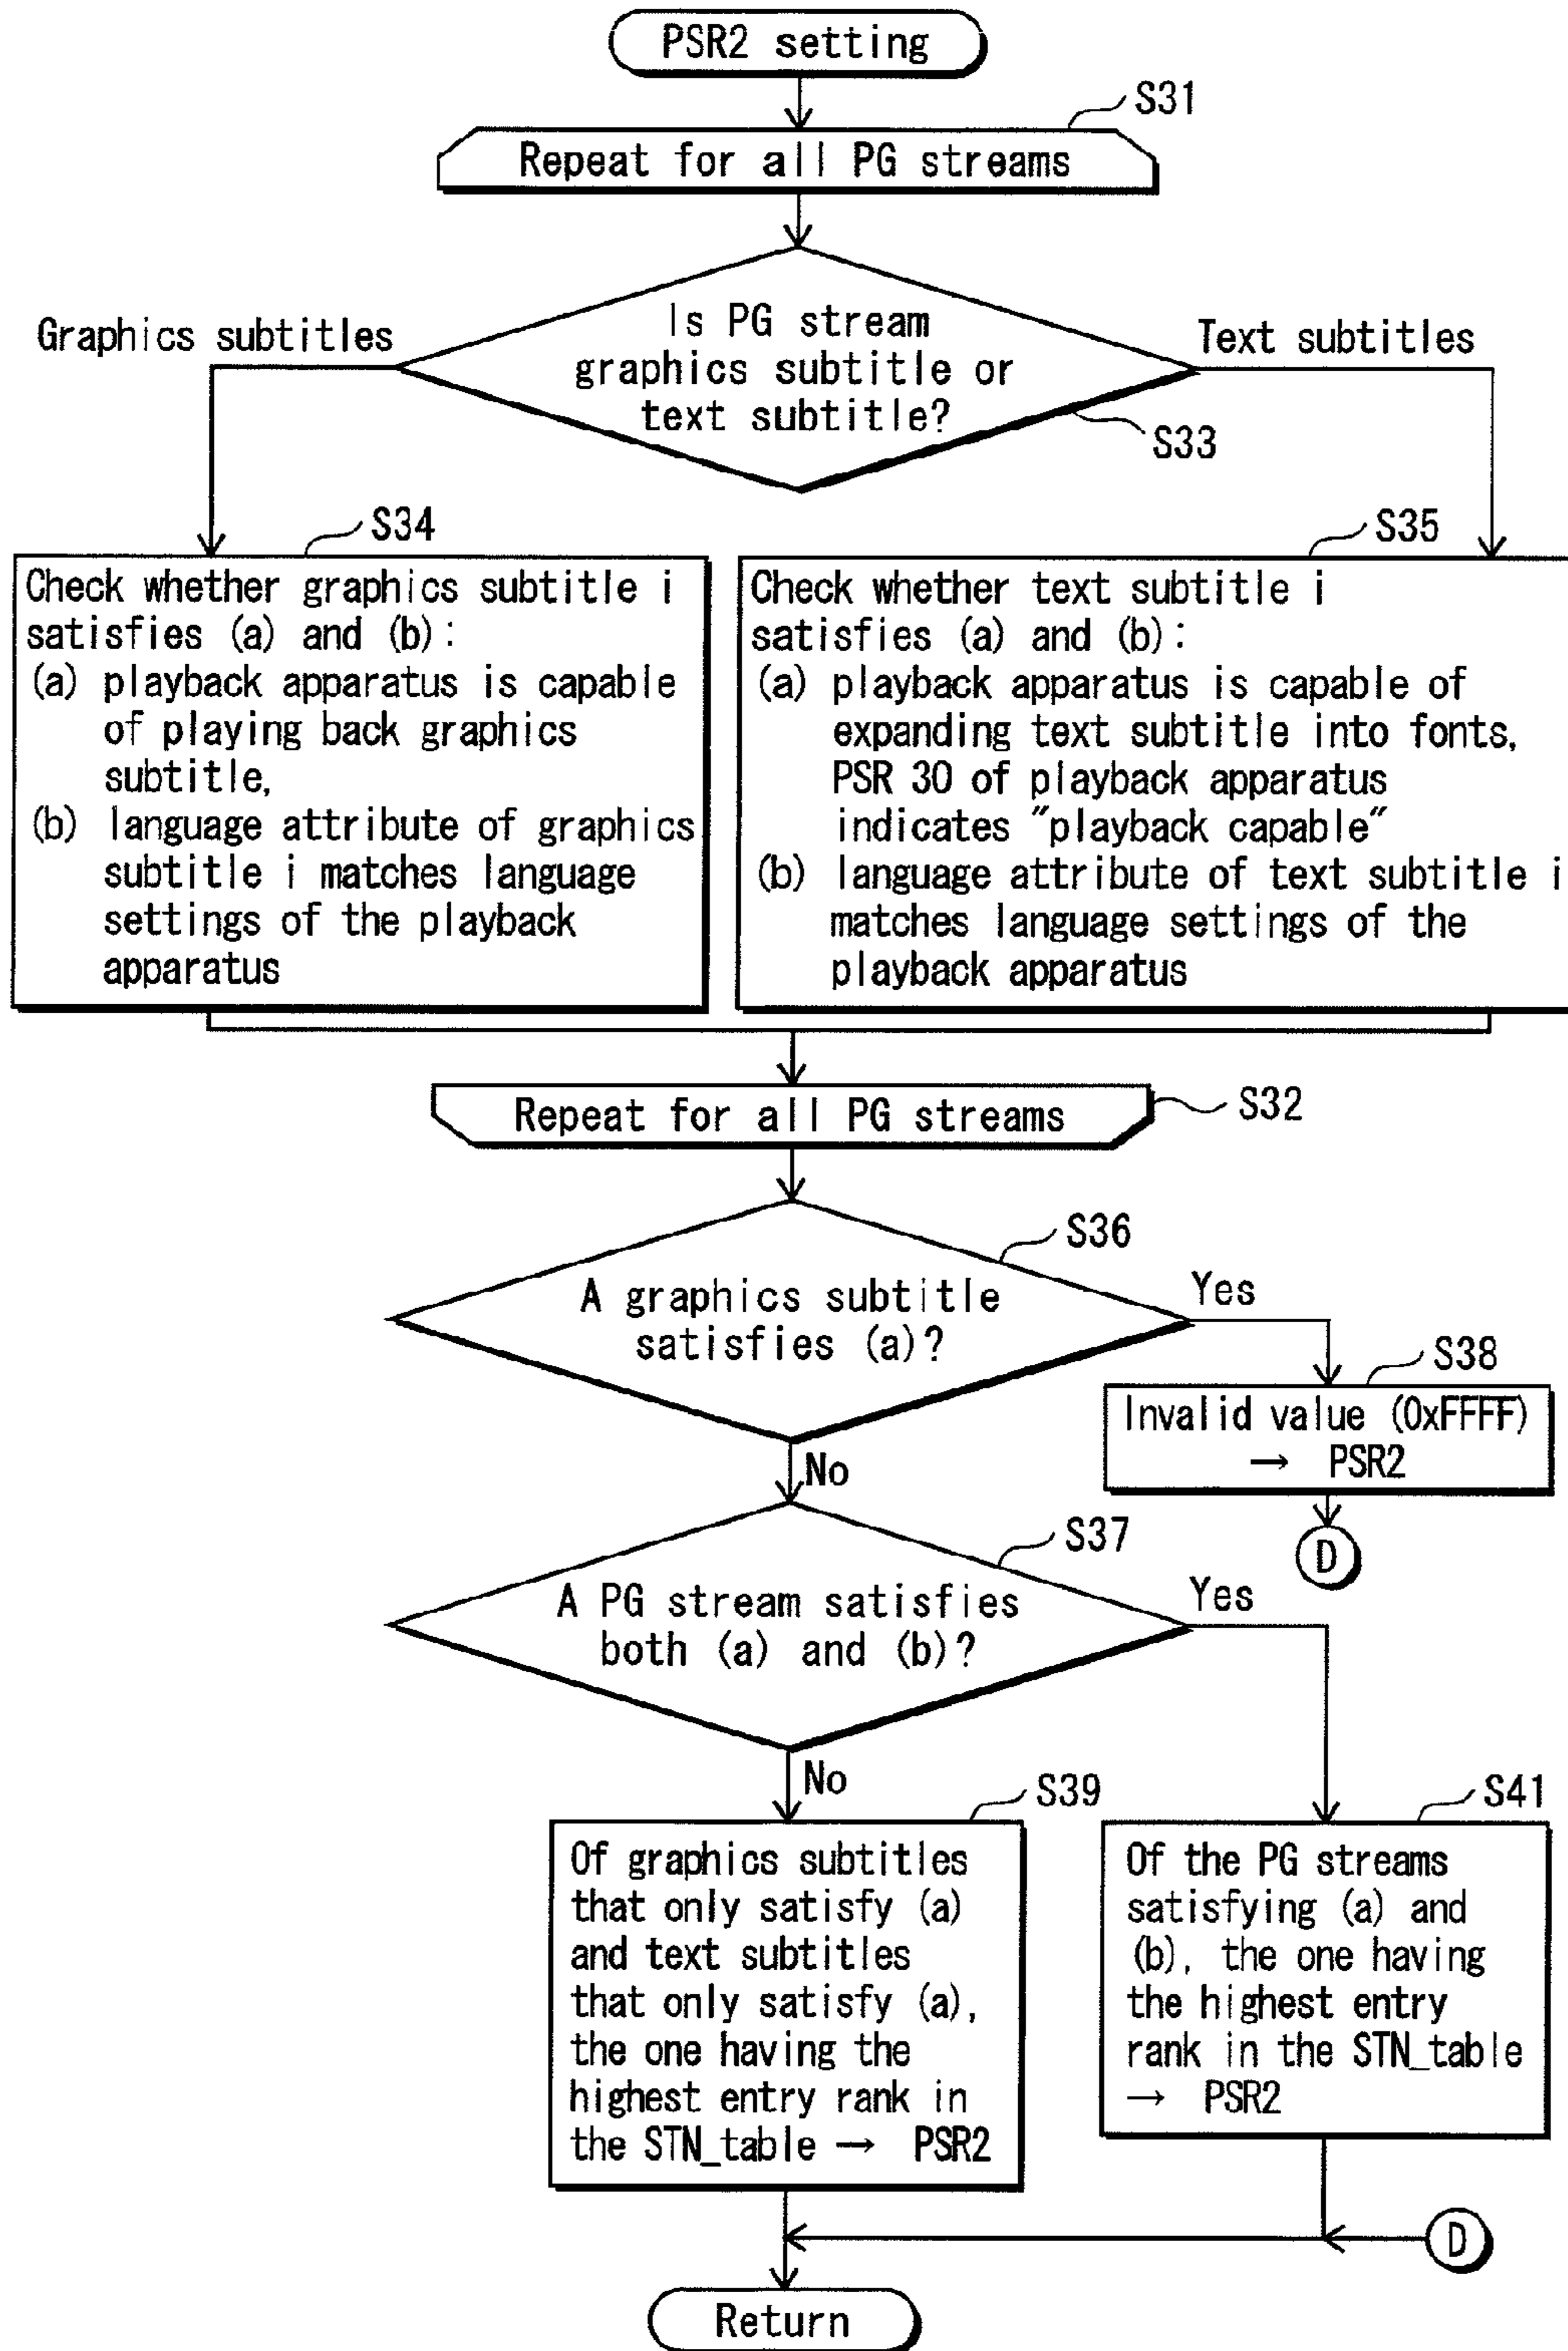 PSR2 setting
S31
Repeat for all PG streams
Graphics subtitles
Is PG stream
graphics subtitle or
text subtitle?
Text subtitles
S33
S34
Check whether graphics subtitle i
satisfies (a) and (b):
(a) playback apparatus is capable
of playing back graphics
subtitle,
(b) language attribute of graphics
subtitle i matches language
settings of the playback
apparatus
S35
Check whether text subtitle i
satisfies (a) and (b):
(a) playback apparatus is capable of
expanding text subtitle into fonts,
PSR 30 of playback apparatus
indicates "playback capable"
(b) language attribute of text subtitle i
matches language settings of the
playback apparatus
Repeat for all PG streams
S32
S36
A graphics subtitle
satisfies (a)?
Yes
No
S38
Invalid value (0xFFFF)
→ PSR2
D
S37
A PG stream satisfies
both (a) and (b)?
Yes
No
S39
Of graphics subtitles
that only satisfy (a)
and text subtitles
that only satisfy (a),
the one having the
highest entry rank in
the STN_table → PSR2
S41
Of the PG streams
satisfying (a) and
(b), the one having
the highest entry
rank in the STN_table
→ PSR2
D
Return